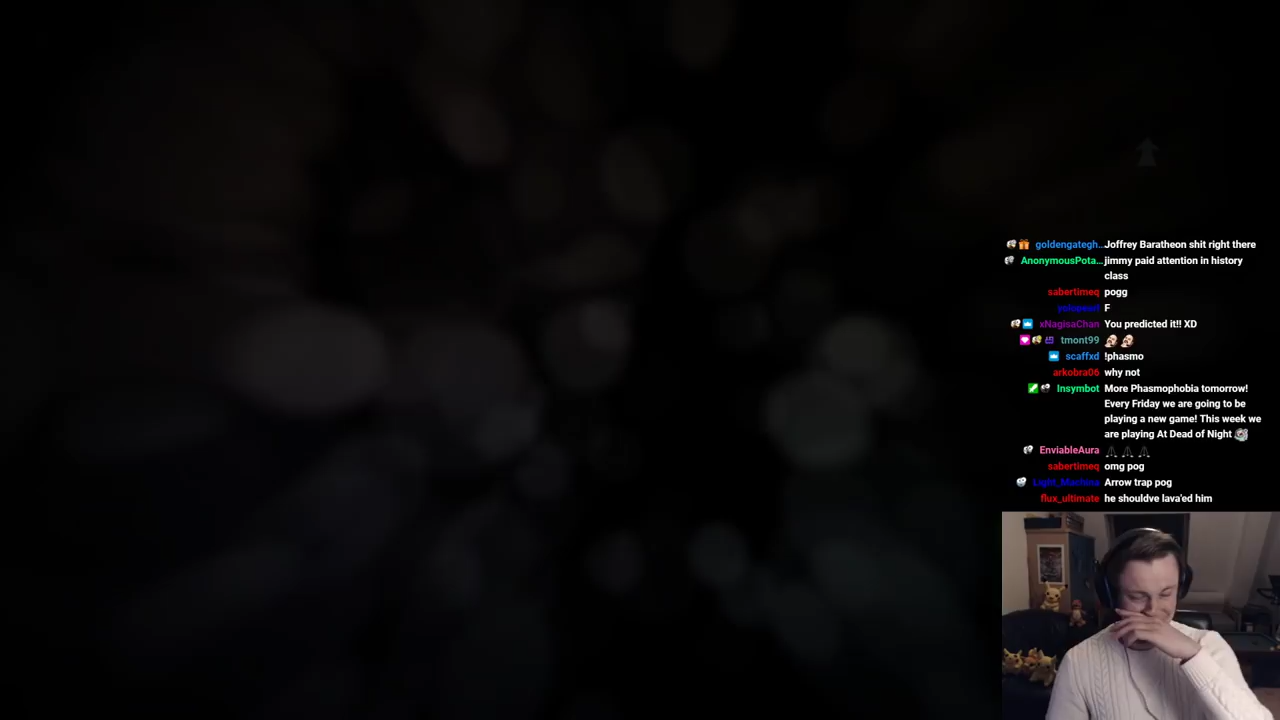 goldengategh... Joffrey Baratheon shit right there
AnonymousPota... jimmy paid attention in history
class
sabertimeq pogg
F
xNagisaChan You predicted it!! XD
tmont99
scaffxd !phasmo
arkobra06 why not
Insymbot More Phasmophobia tomorrow!
Every Friday we are going to be
playing a new game! This week we
are playing At Dead of Night
EnviableAura
sabertimeq omg pog
Light_Machina Arrow trap pog
flux_ultimate he shouldve lava'ed him